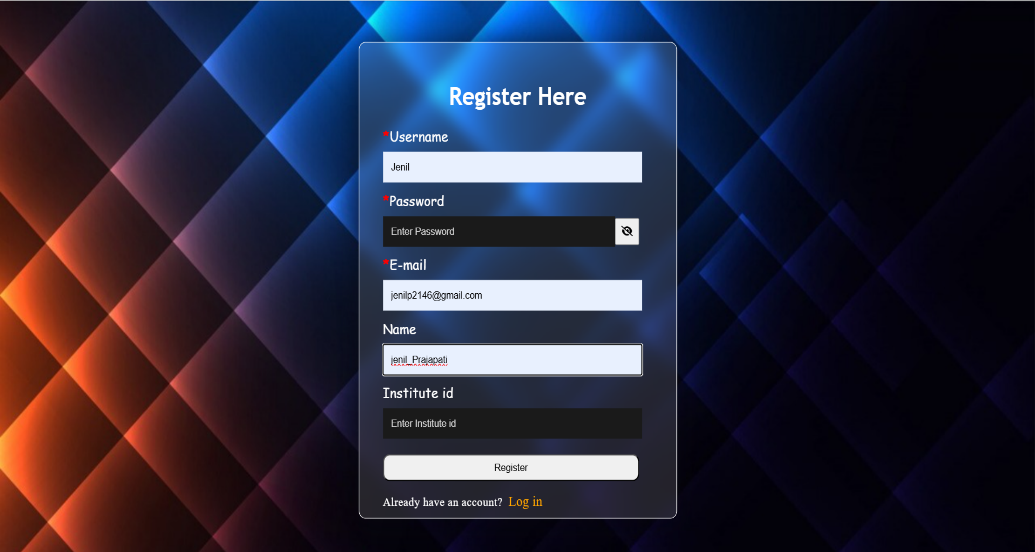 Register Here
*Username
Jenil
*Password
Enter Password
*E-mail
jenilp2146@gmail.com
Name
jenil_Prajapati
Institute id
Enter Institute id
Register
Already have an account? Log in